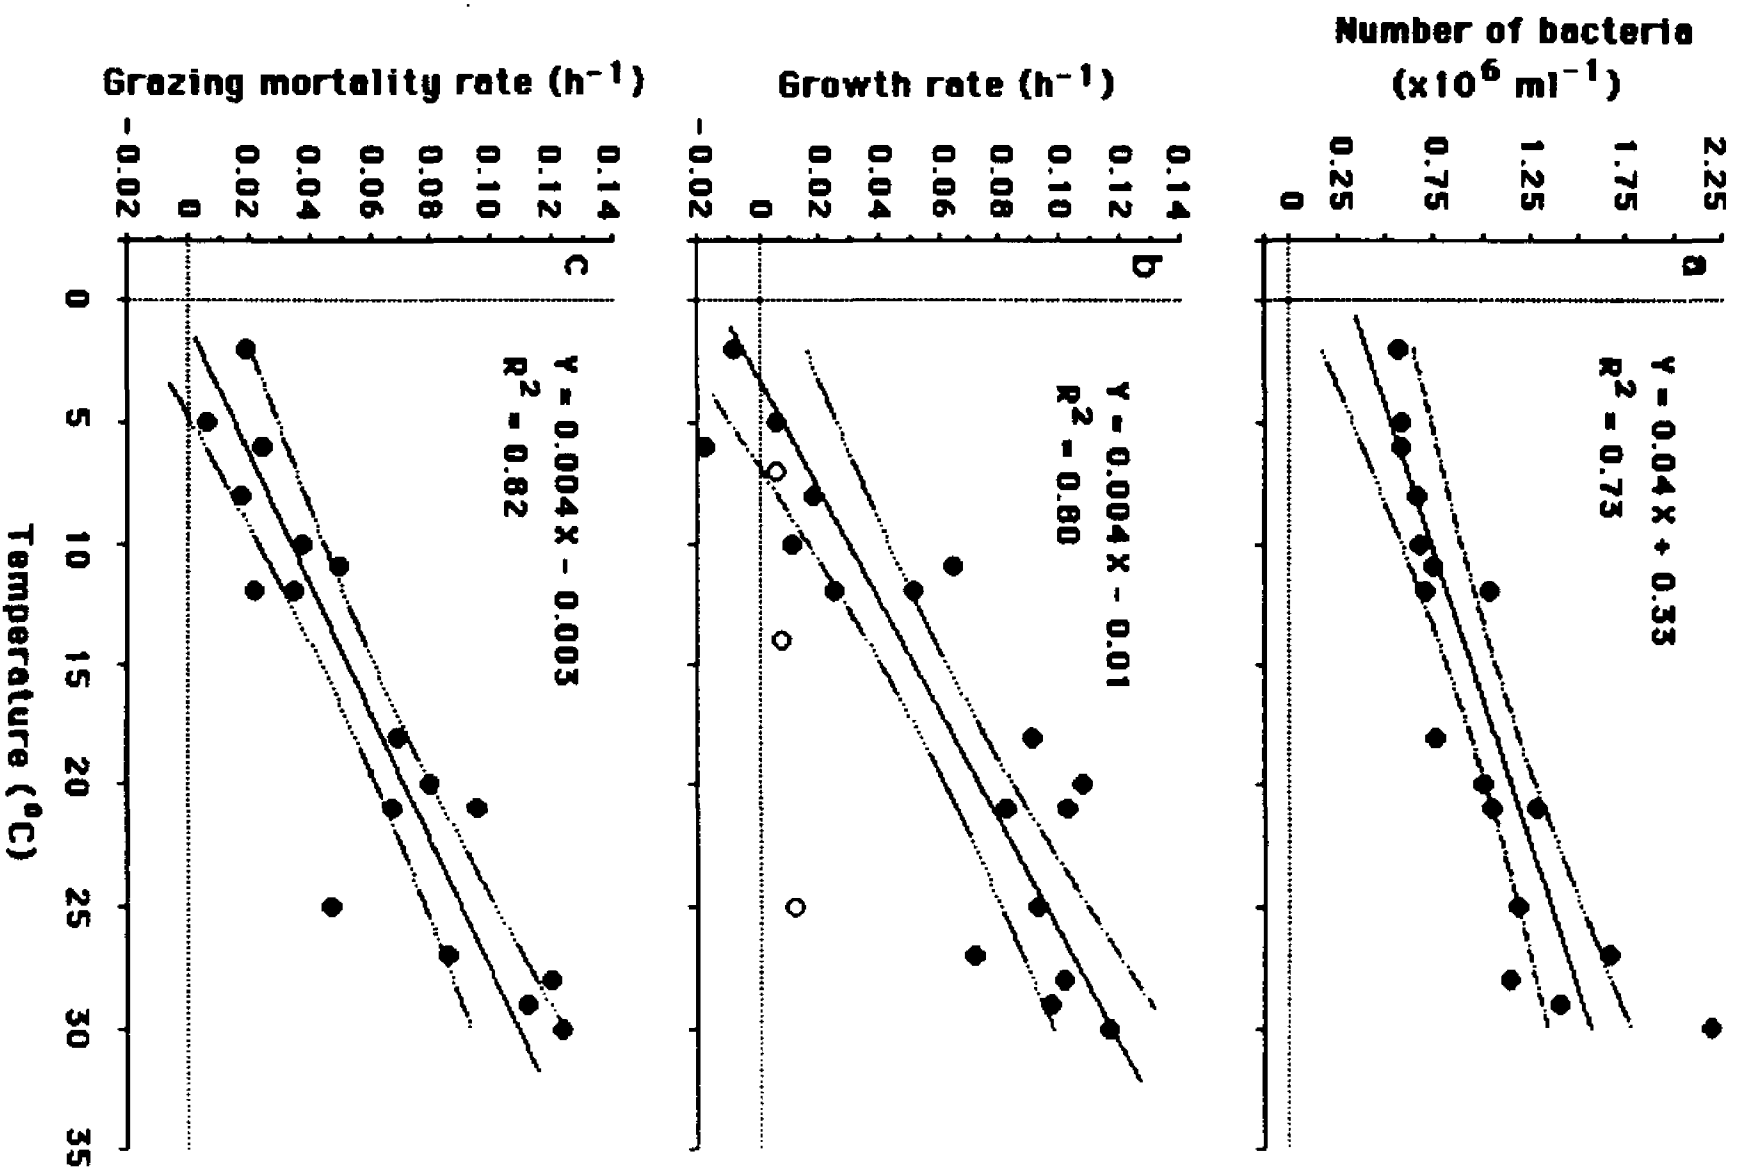 Number of bacteria
(x10⁶ ml⁻¹)
2.25
1.75
1.25
0.75
0.25
0
a
Y = 0.04X + 0.33
R² = 0.73
Growth rate (h⁻¹)
0.14
0.12
0.10
0.08
0.06
0.04
0.02
0
-0.02
b
Y = 0.004X - 0.01
R² = 0.80
Grazing mortality rate (h⁻¹)
0.14
0.12
0.10
0.08
0.06
0.04
0.02
0
-0.02
c
Y = 0.004X - 0.003
R² = 0.82
0 5 10 15 20 25 30 35
Temperature (⁰C)